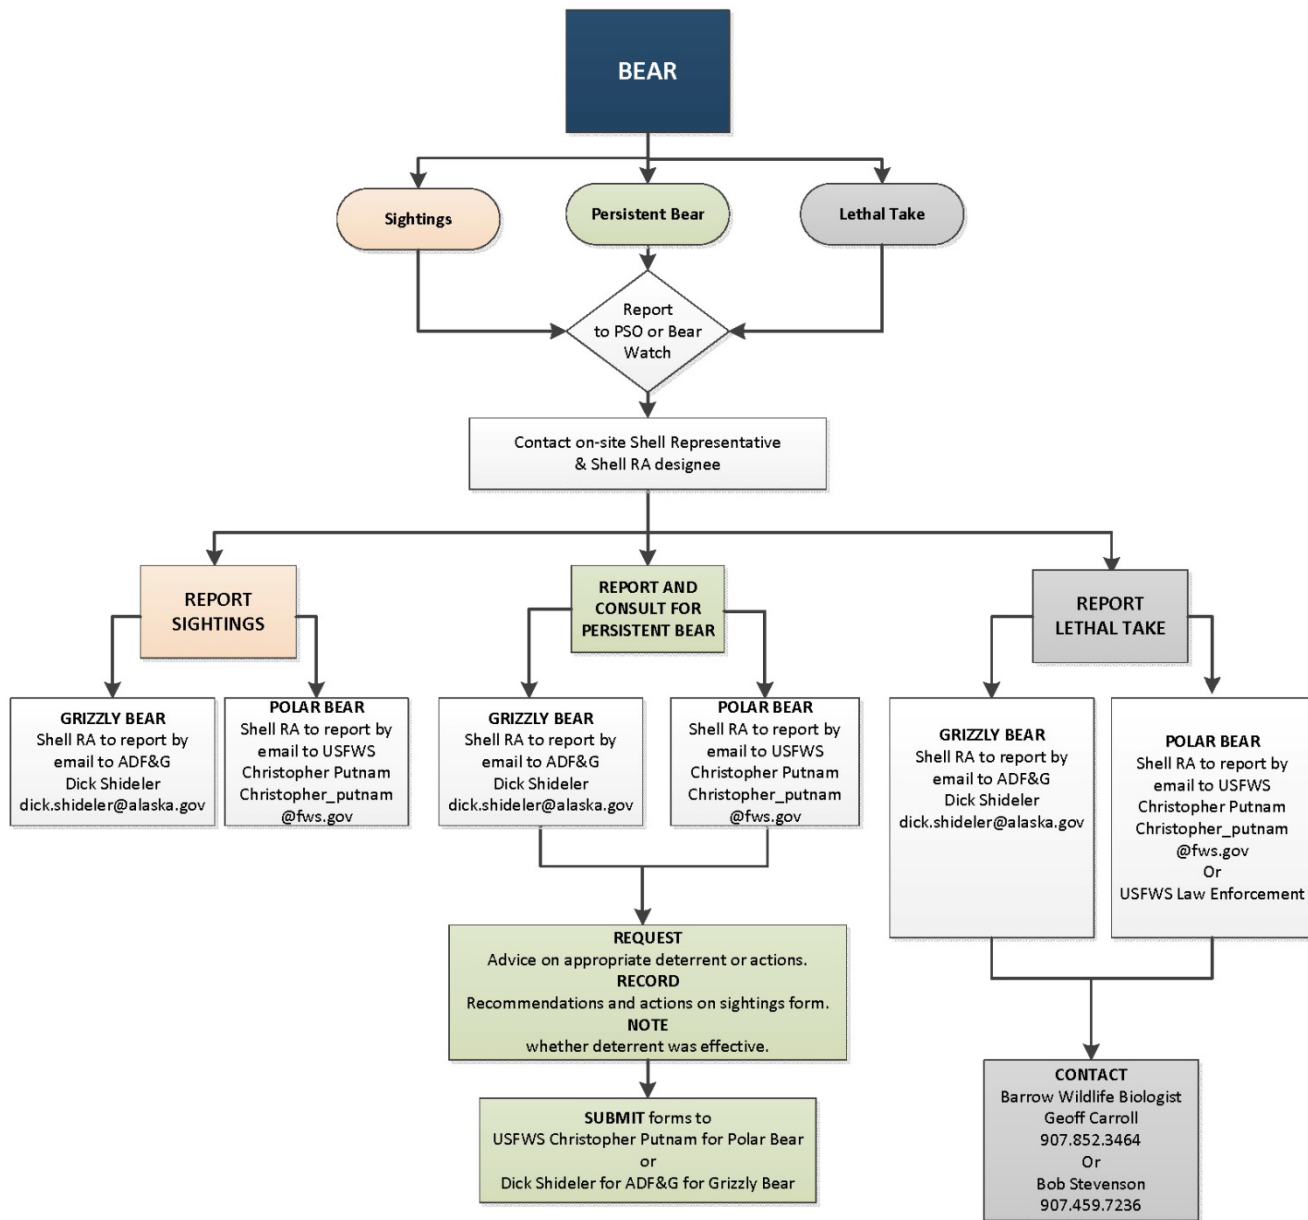 BEAR
Sightings
Persistent Bear
Lethal Take
Report
to PSO or Bear
Watch
Contact on-site Shell Representative
& Shell RA designee
REPORT
SIGHTINGS
REPORT AND
CONSULT FOR
PERSISTENT BEAR
REPORT
LETHAL TAKE
GRIZZLY BEAR
Shell RA to report by
email to ADF&G
Dick Shideler
dick.shideler@alaska.gov
POLAR BEAR
Shell RA to report by
email to USFWS
Christopher Putnam
Christopher_putnam
@fws.gov
GRIZZLY BEAR
Shell RA to report by
email to ADF&G
Dick Shideler
dick.shideler@alaska.gov
POLAR BEAR
Shell RA to report by
email to USFWS
Christopher Putnam
Christopher_putnam
@fws.gov
GRIZZLY BEAR
Shell RA to report by
email to ADF&G
Dick Shideler
dick.shideler@alaska.gov
POLAR BEAR
Shell RA to report by
email to USFWS
Christopher Putnam
Christopher_putnam
@fws.gov
Or
USFWS Law Enforcement
REQUEST
Advice on appropriate deterrent or actions.
RECORD
Recommendations and actions on sightings form.
NOTE
whether deterrent was effective.
SUBMIT forms to
USFWS Christopher Putnam for Polar Bear
or
Dick Shideler for ADF&G for Grizzly Bear
CONTACT
Barrow Wildlife Biologist
Geoff Carroll
907.852.3464
Or
Bob Stevenson
907.459.7236